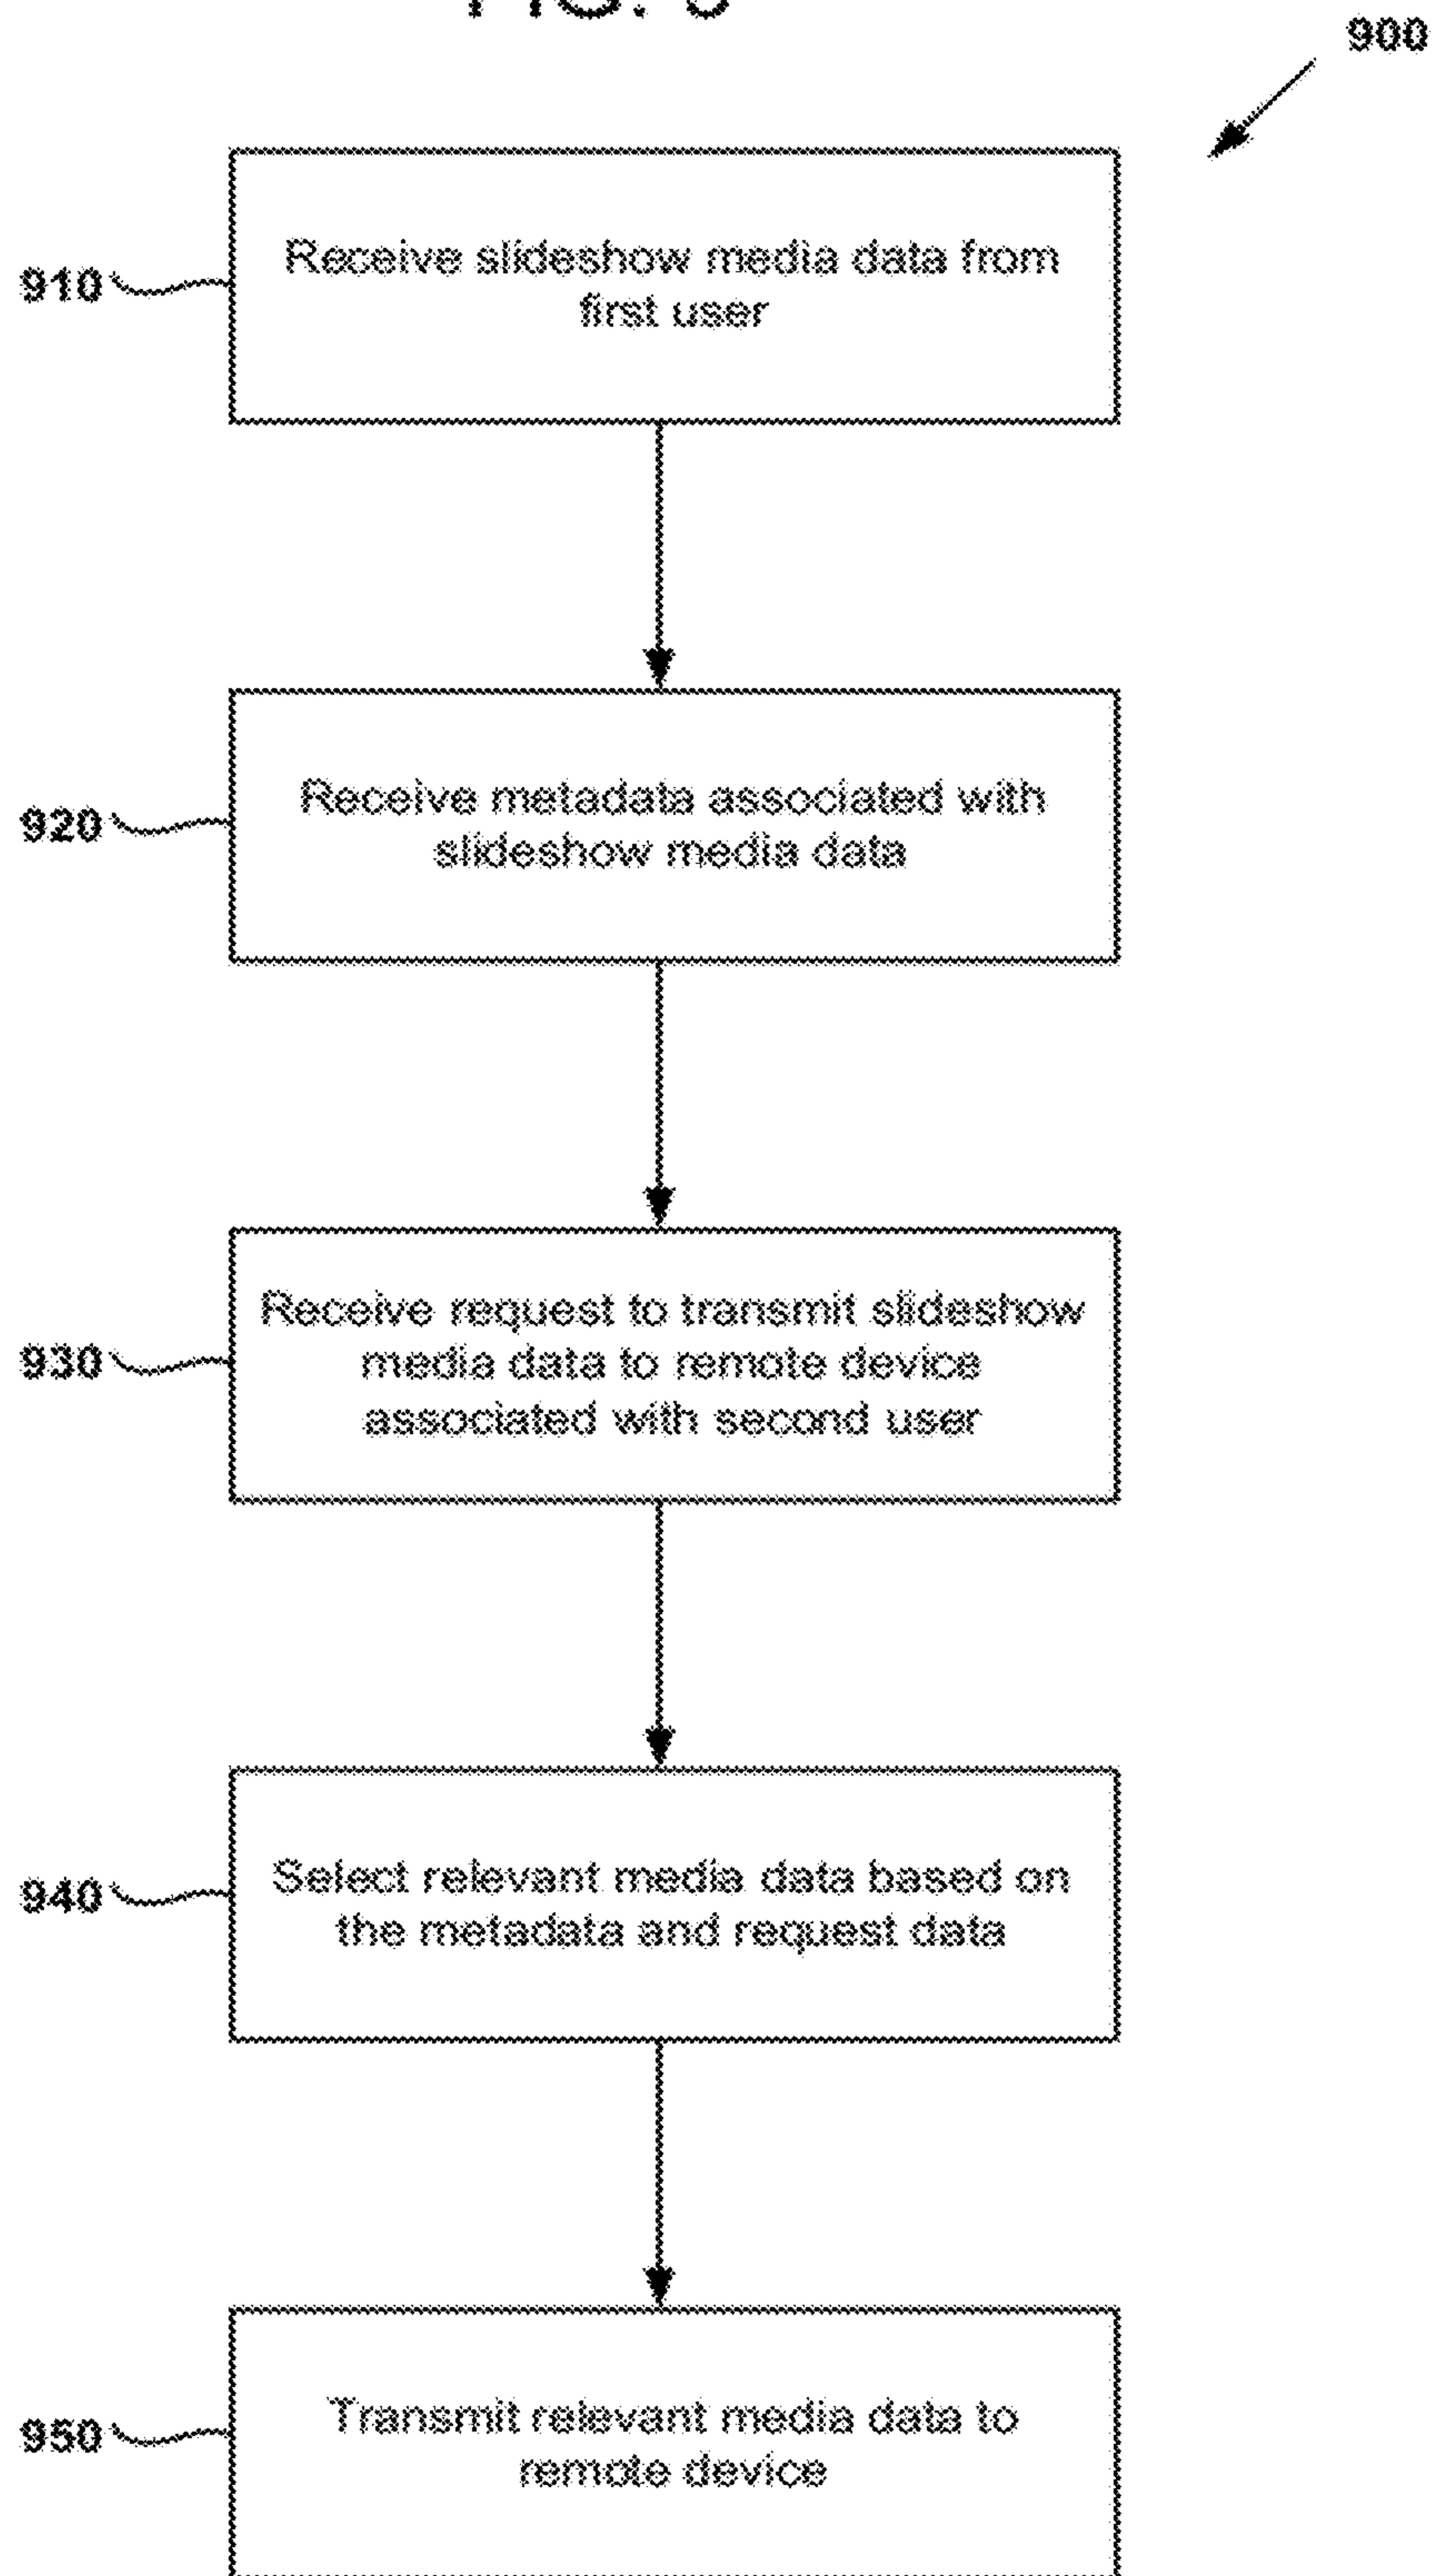 FIG.
900
910
Receive slideshow media data from
first user
920
Receive metadata associated with
slideshow media data
930
Receive request to transmit slideshow
media data to remote device
associated with second user
940
Select relevant media data based on
the metadata and request data
950
Transmit relevant media data to
remote device